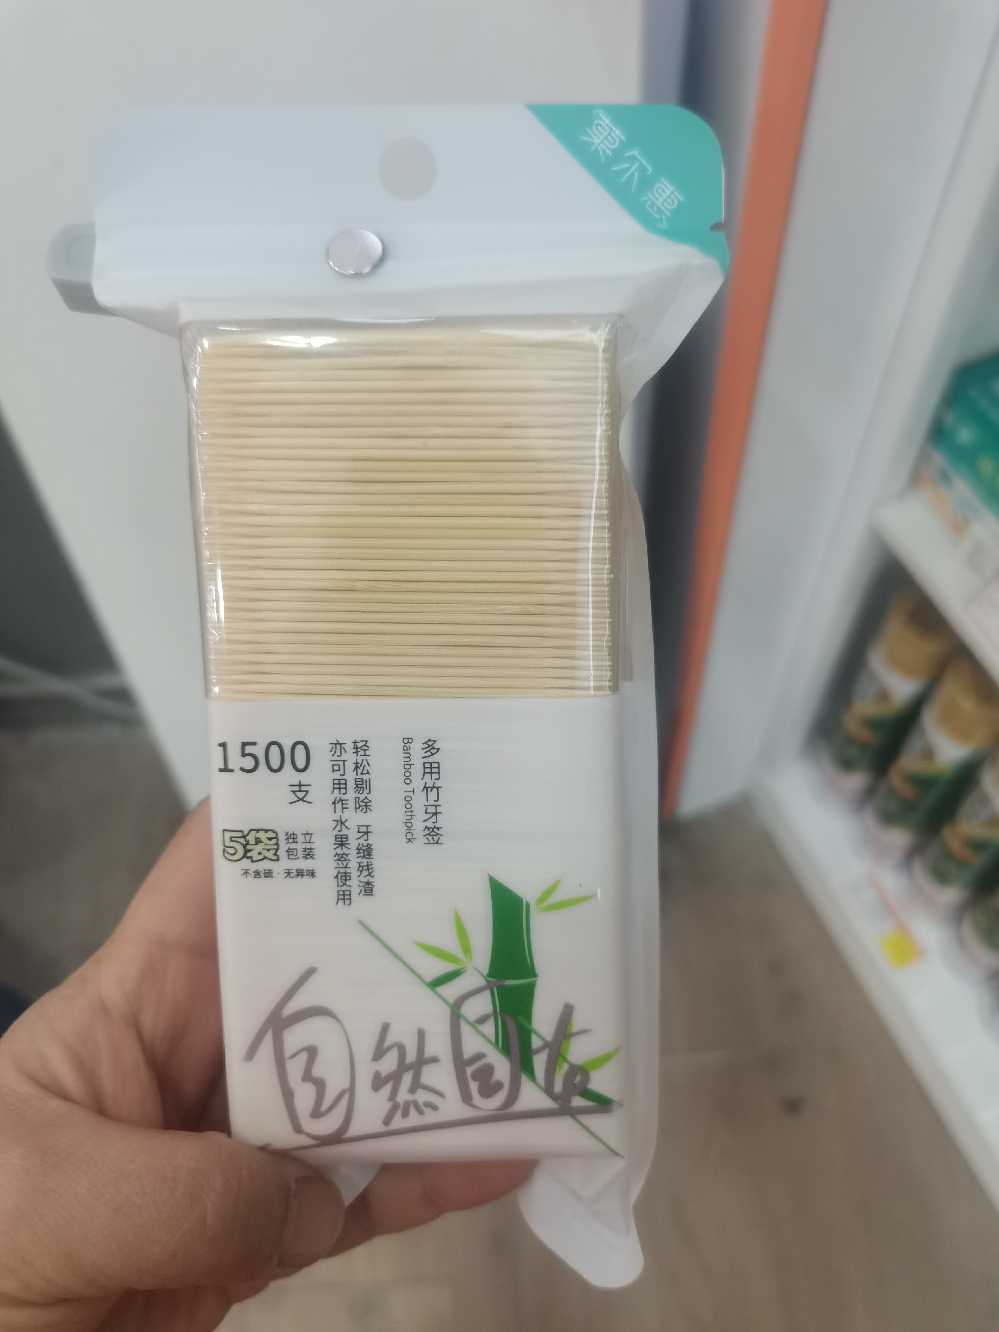 栗尔惠
1500
支
5袋
独立
包装
不含硫·无异味
多用竹牙签
Bamboo Toothpick
轻松剔除 牙缝残渣
亦可用作水果签使用
自然自在